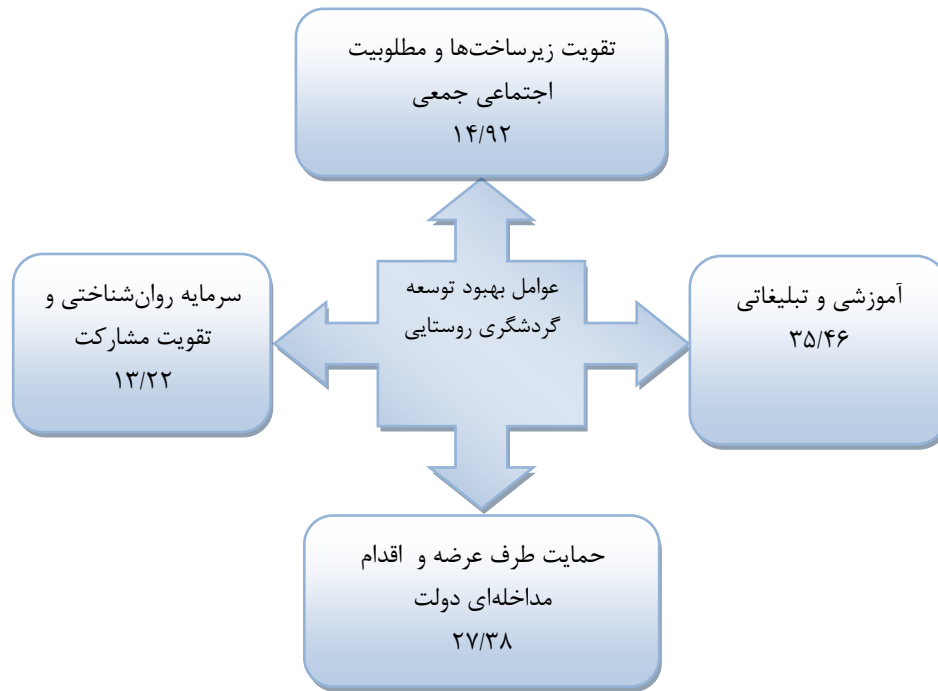 تقویت زیرساخت‌ها و مطلوبیت
اجتماعی جمعی
۱۴/۹۲
آموزشی و تبلیغاتی
۳۵/۴۶
عوامل بهبود توسعه
گردشگری روستایی
سرمایه روان‌شناختی و
تقویت مشارکت
۱۳/۲۲
حمایت طرف عرضه و اقدام
مداخله‌ای دولت
۲۷/۳۸